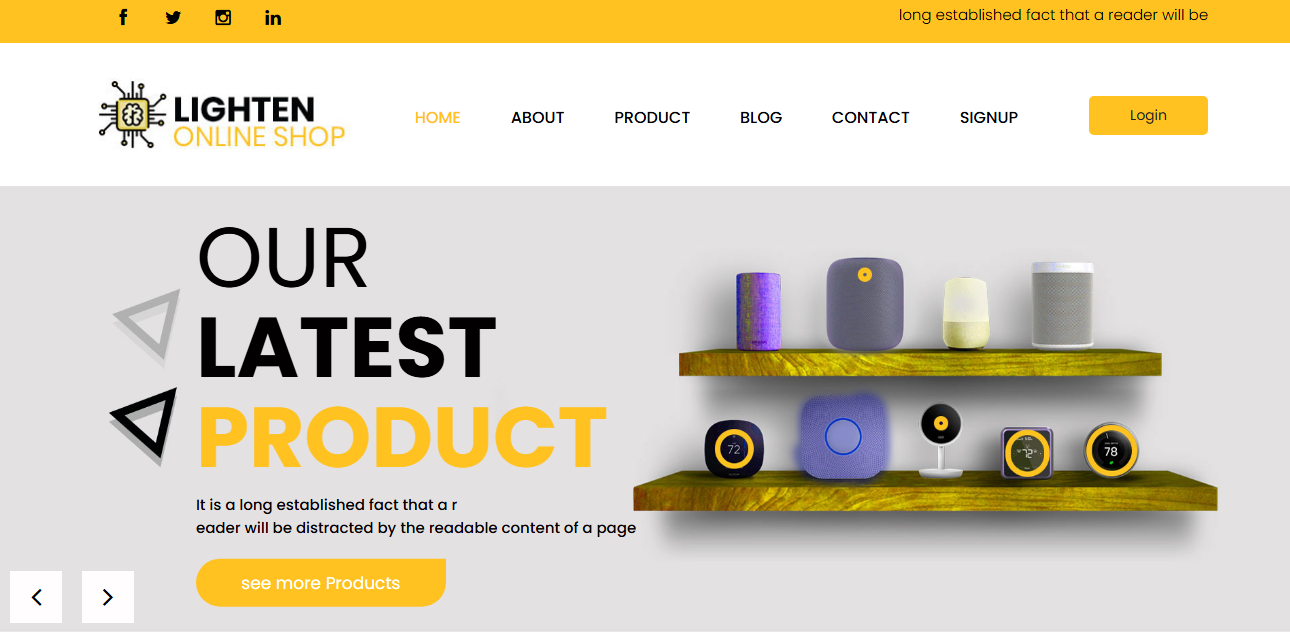 long established fact that a reader will be
LIGHTEN
ONLINE SHOP
HOME ABOUT PRODUCT BLOG CONTACT SIGNUP Login
OUR
LATEST
PRODUCT
It is a long established fact that a r
eader will be distracted by the readable content of a page
see more Products
72
72
78